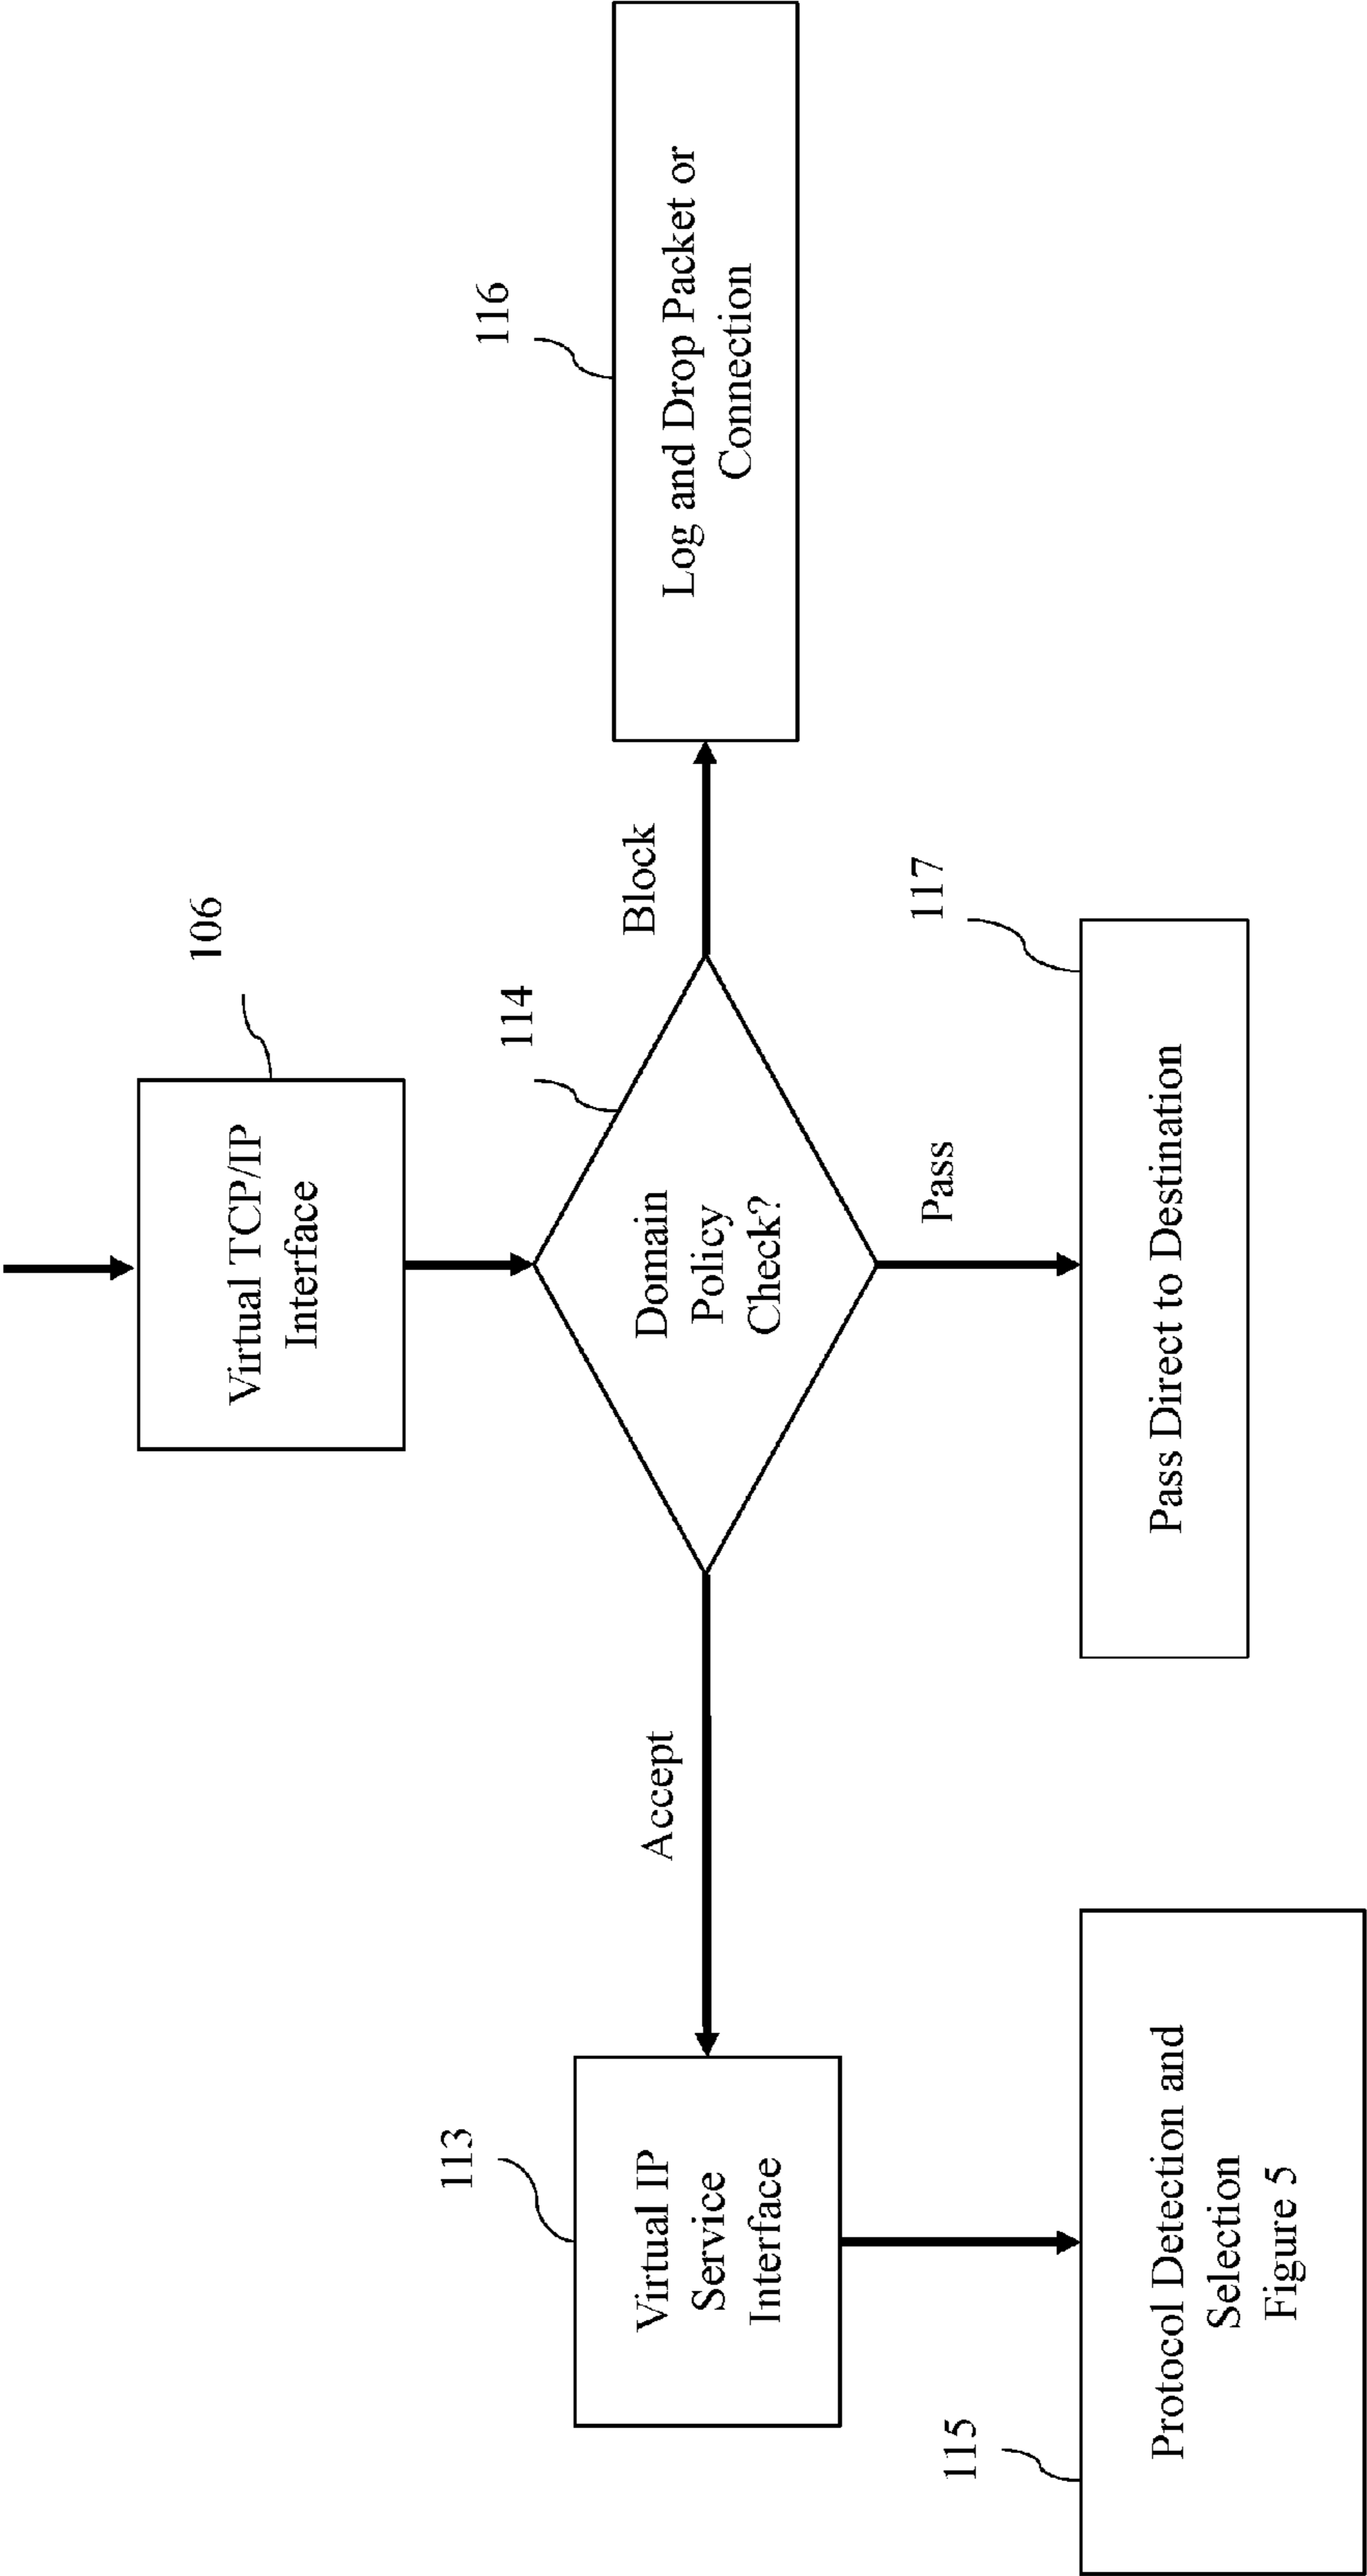 106
Virtual TCP/IP
Interface
114
Domain
Policy
Check?
Accept
Block
Pass
113
Virtual IP
Service
Interface
116
Log and Drop Packet or
Connection
115
Protocol Detection and
Selection
Figure 5
117
Pass Direct to Destination